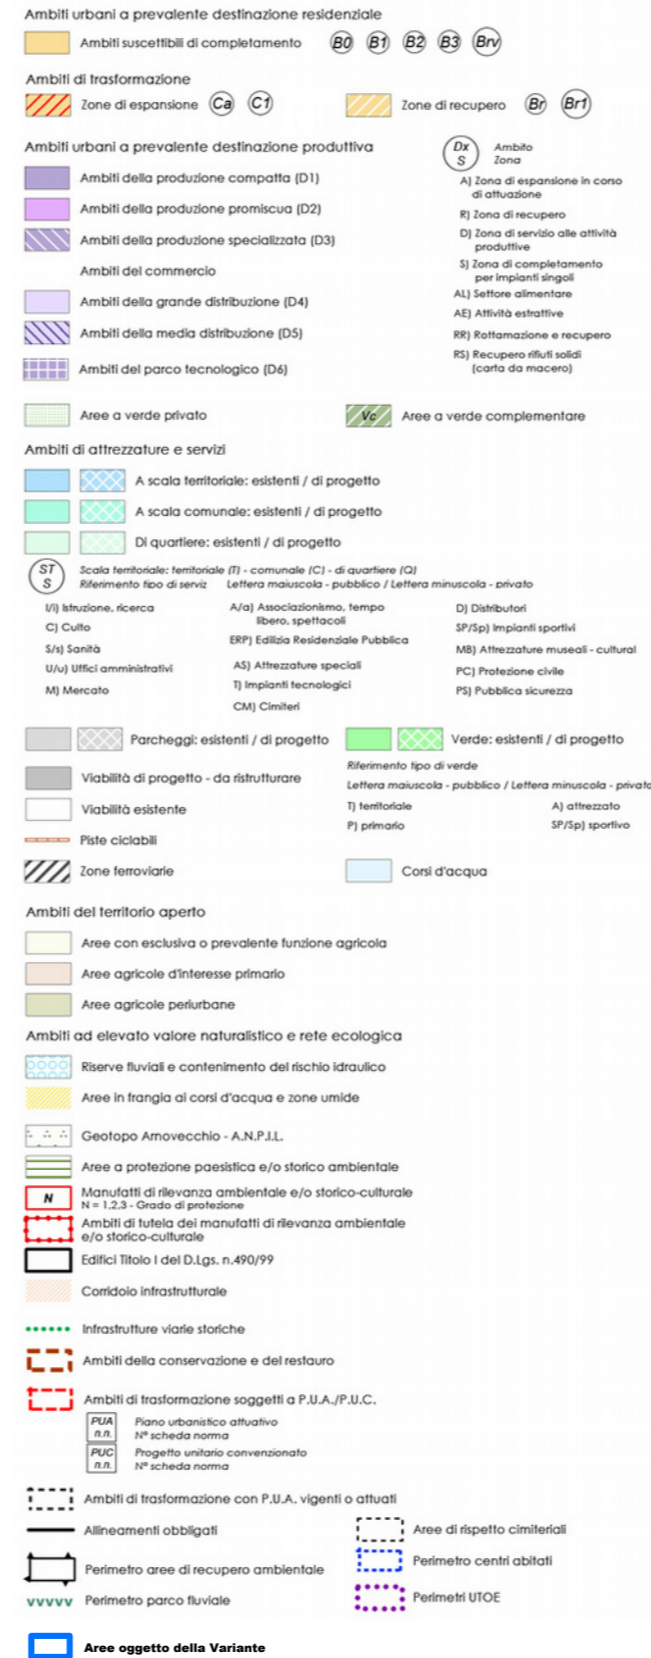 Ambiti urbani a prevalente destinazione residenziale
Ambiti suscettibili di completamento B0 B1 B2 B3 Brv
Ambiti di trasformazione
Zone di espansione Ca C1 Zone di recupero Br Br1
Ambiti urbani a prevalente destinazione produttiva
Dx Ambito
S Zona
Ambiti della produzione compatta (D1)
Ambiti della produzione promiscua (D2)
Ambiti della produzione specializzata (D3)
Ambiti del commercio
Ambiti della grande distribuzione (D4)
Ambiti della media distribuzione (D5)
Ambiti del parco tecnologico (D6)
A) Zona di espansione in corso
di attuazione
R) Zona di recupero
D) Zona di servizio alle attività
produttive
S) Zona di completamento
per impianti singoli
AL) Settore alimentare
AE) Attività estrattive
RR) Rottamazione e recupero
RS) Recupero rifiuti solidi
(carta da macero)
Aree a verde privato Vc Aree a verde complementare
Ambiti di attrezzature e servizi
A scala territoriale: esistenti / di progetto
A scala comunale: esistenti / di progetto
Di quartiere: esistenti / di progetto
ST Scala territoriale: territoriale (T) - comunale (C) - di quartiere (Q)
S Riferimento tipo di serviz Lettera maiuscola - pubblico / Lettera minuscola - privato
I/i) Istruzione, ricerca
C) Culto
S/s) Sanità
U/u) Uffici amministrativi
M) Mercato
A/a) Associazionismo, tempo
libero, spettacoli
ERP) Edilizia Residenziale Pubblica
AS) Attrezzature speciali
T) Impianti tecnologici
CM) Cimiteri
D) Distributori
SP/Sp) Impianti sportivi
MB) Attrezzature museali - cultural
PC) Protezione civile
PS) Pubblica sicurezza
Parcheggi: esistenti / di progetto Verde: esistenti / di progetto
Riferimento tipo di verde
Lettera maiuscola - pubblico / Lettera minuscola - privato
T) territoriale A) attrezzato
P) primario SP/Sp) sportivo
Viabilità di progetto - da ristrutturare
Viabilità esistente
Piste ciclabili
Zone ferroviarie Corsi d'acqua
Ambiti del territorio aperto
Aree con esclusiva o prevalente funzione agricola
Aree agricole d'interesse primario
Aree agricole periurbane
Ambiti ad elevato valore naturalistico e rete ecologica
Riserve fluviali e contenimento del rischio idraulico
Aree in frangia ai corsi d'acqua e zone umide
Geotopo Arnovecchio - A.N.P.I.L.
Aree a protezione paesistica e/o storico ambientale
N Manufatti di rilevanza ambientale e/o storico-culturale
N = 1,2,3 - Grado di protezione
Ambiti di tutela dei manufatti di rilevanza ambientale
e/o storico-culturale
Edifici Titolo I del D.Lgs. n.490/99
Corridoio infrastrutturale
Infrastrutture viarie storiche
Ambiti della conservazione e del restauro
Ambiti di trasformazione soggetti a P.U.A./P.U.C.
PUA Piano urbanistico attuativo
n.n. N° scheda norma
PUC Progetto unitario convenzionato
n.n. N° scheda norma
Ambiti di trasformazione con P.U.A. vigenti o attuati
Allineamenti obbligati Aree di rispetto cimiteriali
Perimetro aree di recupero ambientale Perimetro centri abitati
Perimetro parco fluviale Perimetri UTOE
Aree oggetto della Variante